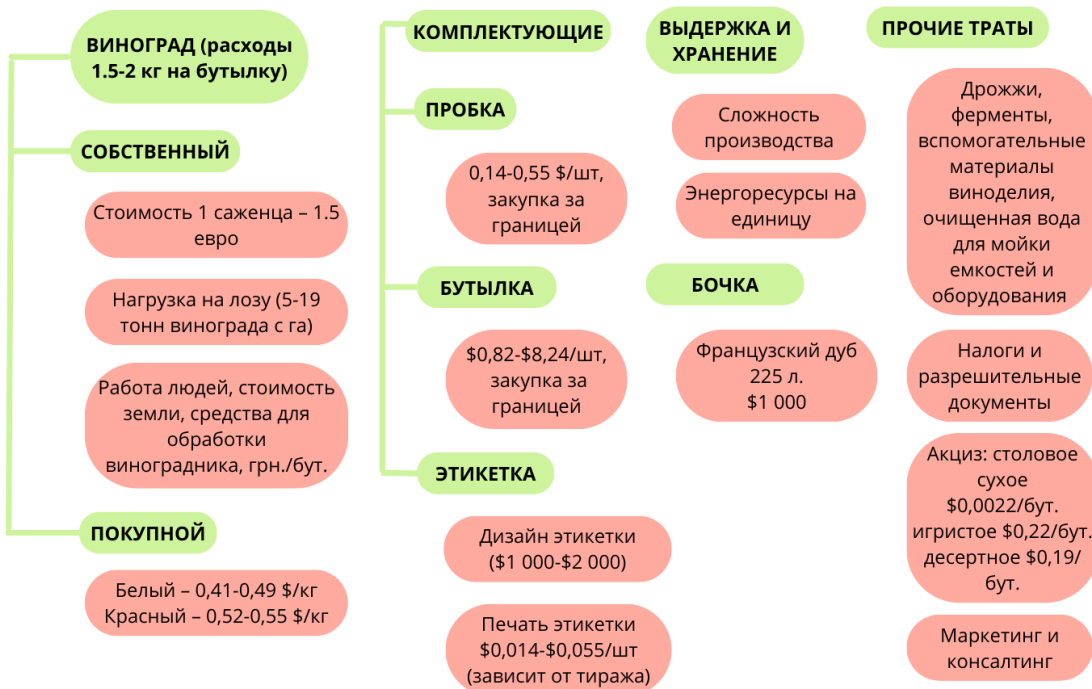 ВИНОГРАД (расходы
1.5-2 кг на бутылку)
СОБСТВЕННЫЙ
Стоимость 1 саженца – 1.5
евро
Нагрузка на лозу (5-19
тонн винограда с га)
Работа людей, стоимость
земли, средства для
обработки
виноградника, грн./бут.
ПОКУПНОЙ
Белый – 0,41-0,49 $/кг
Красный – 0,52-0,55 $/кг
КОМПЛЕКТУЮЩИЕ
ПРОБКА
0,14-0,55 $/шт,
закупка за
границей
БУТЫЛКА
$0,82-$8,24/шт,
закупка за
границей
ЭТИКЕТКА
Дизайн этикетки
($1 000-$2 000)
Печать этикетки
$0,014-$0,055/шт
(зависит от тиража)
ВЫДЕРЖКА И
ХРАНЕНИЕ
Сложность
производства
Энергоресурсы на
единицу
БОЧКА
Французский дуб
225 л.
$1 000
ПРОЧИЕ ТРАТЫ
Дрожжи,
ферменты,
вспомогательные
материалы
виноделия,
очищенная вода
для мойки
емкостей и
оборудования
Налоги и
разрешительные
документы
Акциз: столовое
сухое
$0,0022/бут.
игристое $0,22/бут.
десертное $0,19/
бут.
Маркетинг и
консалтинг